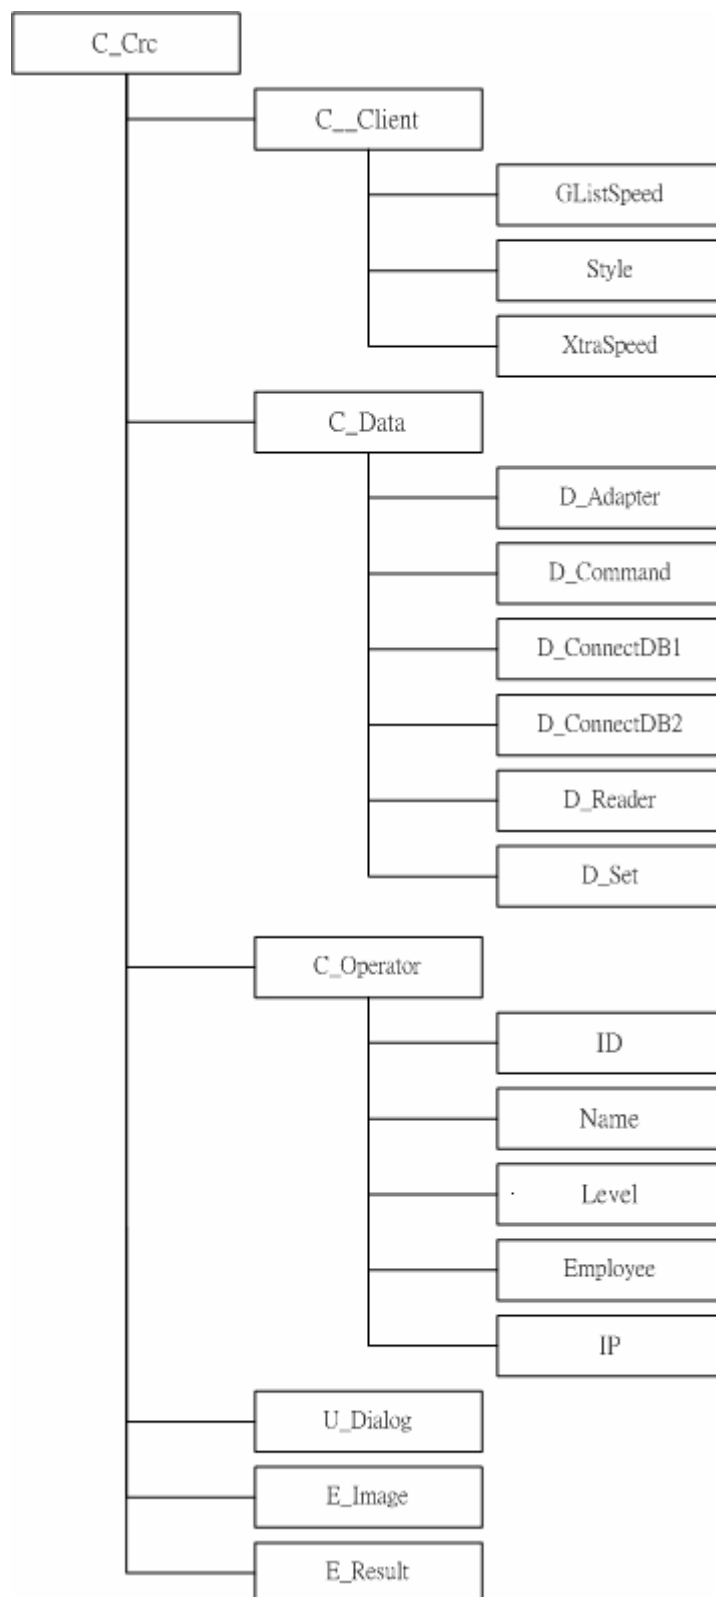 C_Crc
C__Client
GListSpeed
Style
XtraSpeed
C_Data
D_Adapter
D_Command
D_ConnectDB1
D_ConnectDB2
D_Reader
D_Set
C_Operator
ID
Name
Level
Employee
IP
U_Dialog
E_Image
E_Result